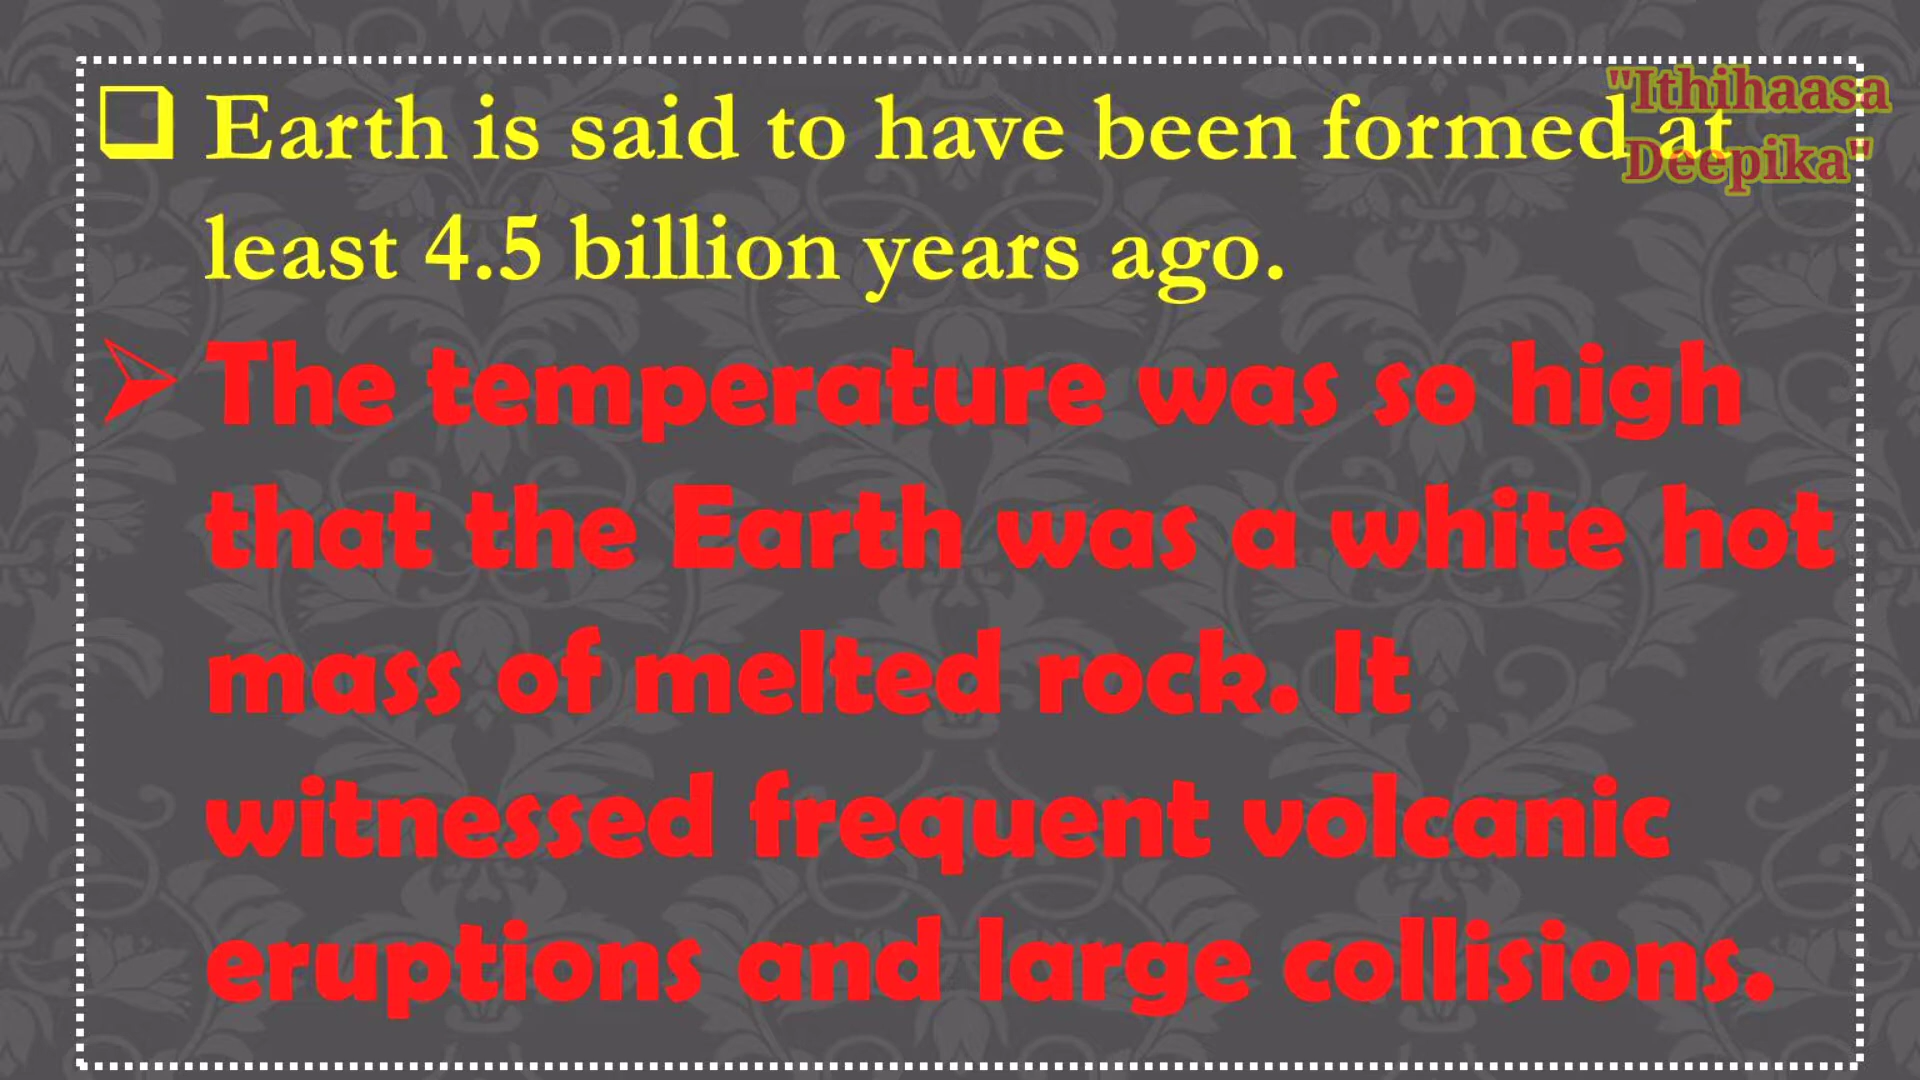 "Ithihaasa
Deepika"
Earth is said to have been formed at
least 4.5 billion years ago.
The temperature was so high
that the Earth was a white hot
mass of melted rock. It
witnessed frequent volcanic
eruptions and large collisions.